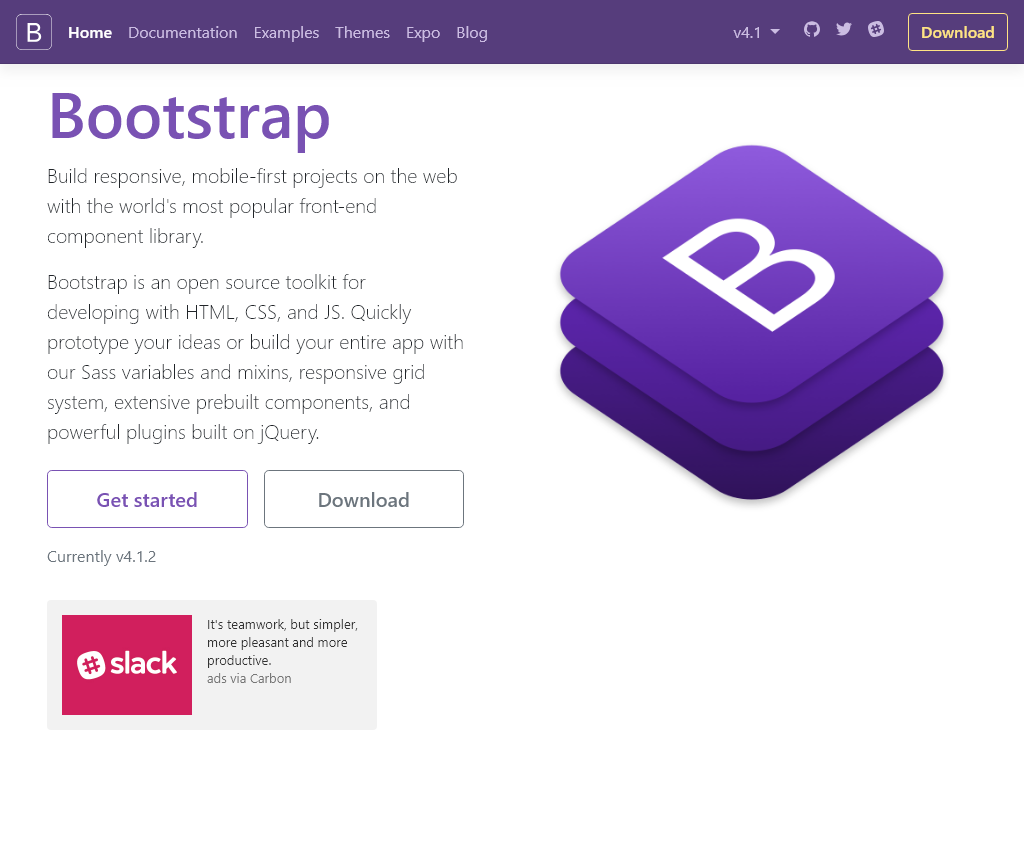 B Home Documentation Examples Themes Expo Blog v4.1 Download
Bootstrap
Build responsive, mobile-first projects on the web
with the world's most popular front-end
component library.
Bootstrap is an open source toolkit for
developing with HTML, CSS, and JS. Quickly
prototype your ideas or build your entire app with
our Sass variables and mixins, responsive grid
system, extensive prebuilt components, and
powerful plugins built on jQuery.
B
Get started Download
Currently v4.1.2
slack
It's teamwork, but simpler,
more pleasant and more
productive.
ads via Carbon